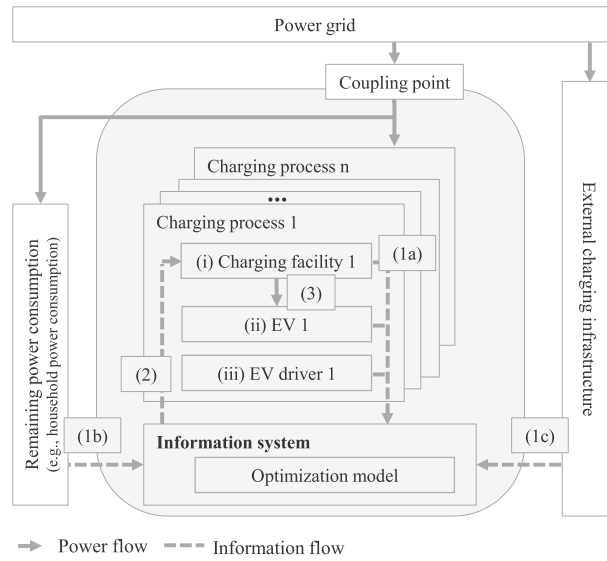 Power grid
Coupling point
Charging process n
...
Charging process 1
(i) Charging facility 1
(1a)
(3)
(ii) EV 1
(iii) EV driver 1
(2)
Remaining power consumption
(e.g., household power consumption)
External charging infrastructure
(1b)
(1c)
Information system
Optimization model
Power flow
Information flow